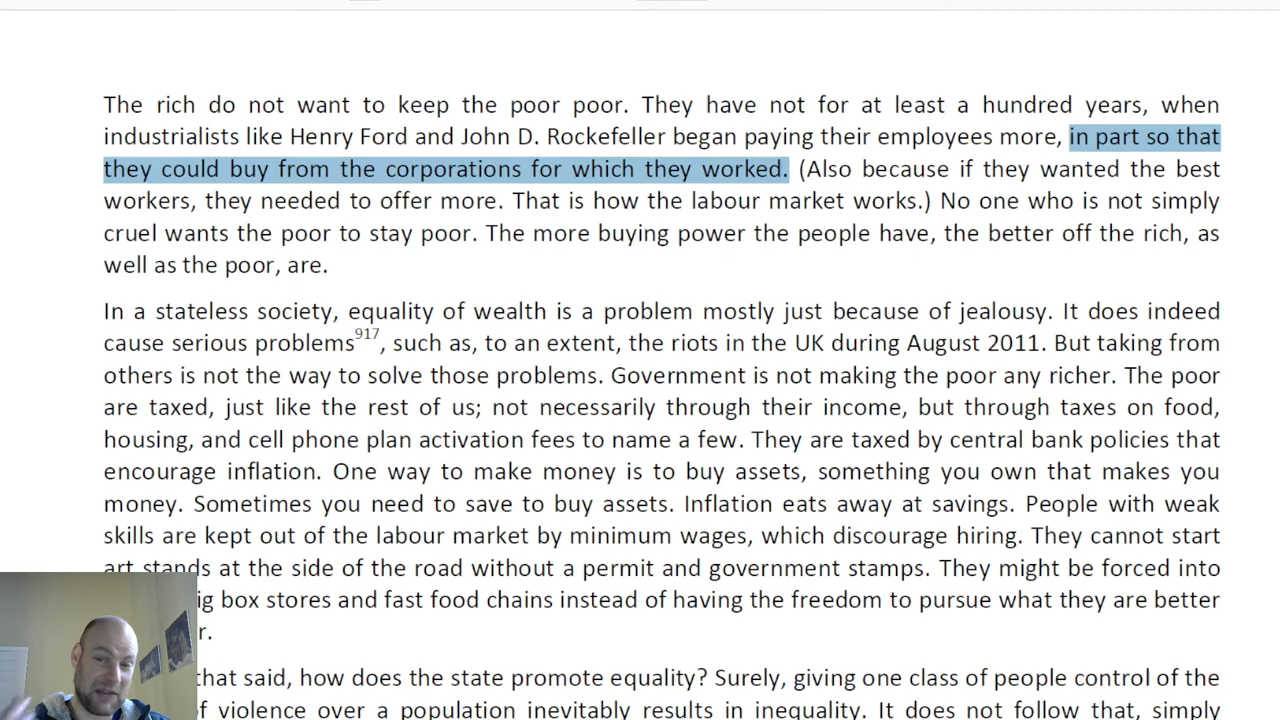 The rich do not want to keep the poor poor. They have not for at least a hundred years, when
industrialists like Henry Ford and John D. Rockefeller began paying their employees more, in part so that
they could buy from the corporations for which they worked. (Also because if they wanted the best
workers, they needed to offer more. That is how the labour market works.) No one who is not simply
cruel wants the poor to stay poor. The more buying power the people have, the better off the rich, as
well as the poor, are.
In a stateless society, equality of wealth is a problem mostly just because of jealousy. It does indeed
cause serious problems917, such as, to an extent, the riots in the UK during August 2011. But taking from
others is not the way to solve those problems. Government is not making the poor any richer. The poor
are taxed, just like the rest of us; not necessarily through their income, but through taxes on food,
housing, and cell phone plan activation fees to name a few. They are taxed by central bank policies that
encourage inflation. One way to make money is to buy assets, something you own that makes you
money. Sometimes you need to save to buy assets. Inflation eats away at savings. People with weak
skills are kept out of the labour market by minimum wages, which discourage hiring. They cannot start
art stands at the side of the road without a permit and government stamps. They might be forced into
box stores and fast food chains instead of having the freedom to pursue what they are better
that said, how does the state promote equality? Surely, giving one class of people control of the
violence over a population inevitably results in inequality. It does not follow that, simply